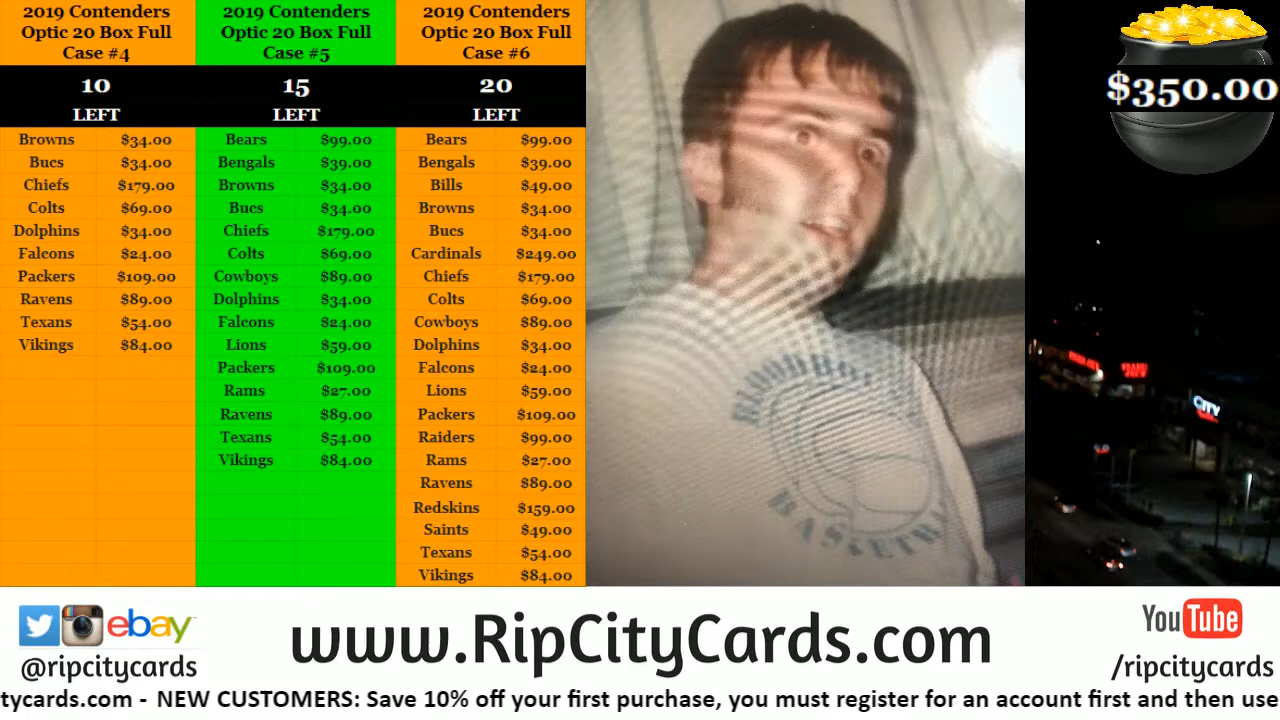 2019 Contenders
Optic 20 Box Full
Case #4
10
LEFT
Browns $34.00
Bucs $34.00
Chiefs $179.00
Colts $69.00
Dolphins $34.00
Falcons $24.00
Packers $109.00
Ravens $89.00
Texans $54.00
Vikings $84.00
2019 Contenders
Optic 20 Box Full
Case #5
15
LEFT
Bears $99.00
Bengals $39.00
Browns $34.00
Bucs $34.00
Chiefs $179.00
Colts $69.00
Cowboys $89.00
Dolphins $34.00
Falcons $24.00
Lions $59.00
Packers $109.00
Rams $27.00
Ravens $89.00
Texans $54.00
Vikings $84.00
2019 Contenders
Optic 20 Box Full
Case #6
20
LEFT
Bears $99.00
Bengals $39.00
Bills $49.00
Browns $34.00
Bucs $34.00
Cardinals $249.00
Chiefs $179.00
Colts $69.00
Cowboys $89.00
Dolphins $34.00
Falcons $24.00
Lions $59.00
Packers $109.00
Raiders $99.00
Rams $27.00
Ravens $89.00
Redskins $159.00
Saints $49.00
Texans $54.00
Vikings $84.00
$350.00
CITY
ebay
@ripcitycards
www.RipCityCards.com
YouTube
/ripcitycards
tycards.com - NEW CUSTOMERS: Save 10% off your first purchase, you must register for an account first and then use